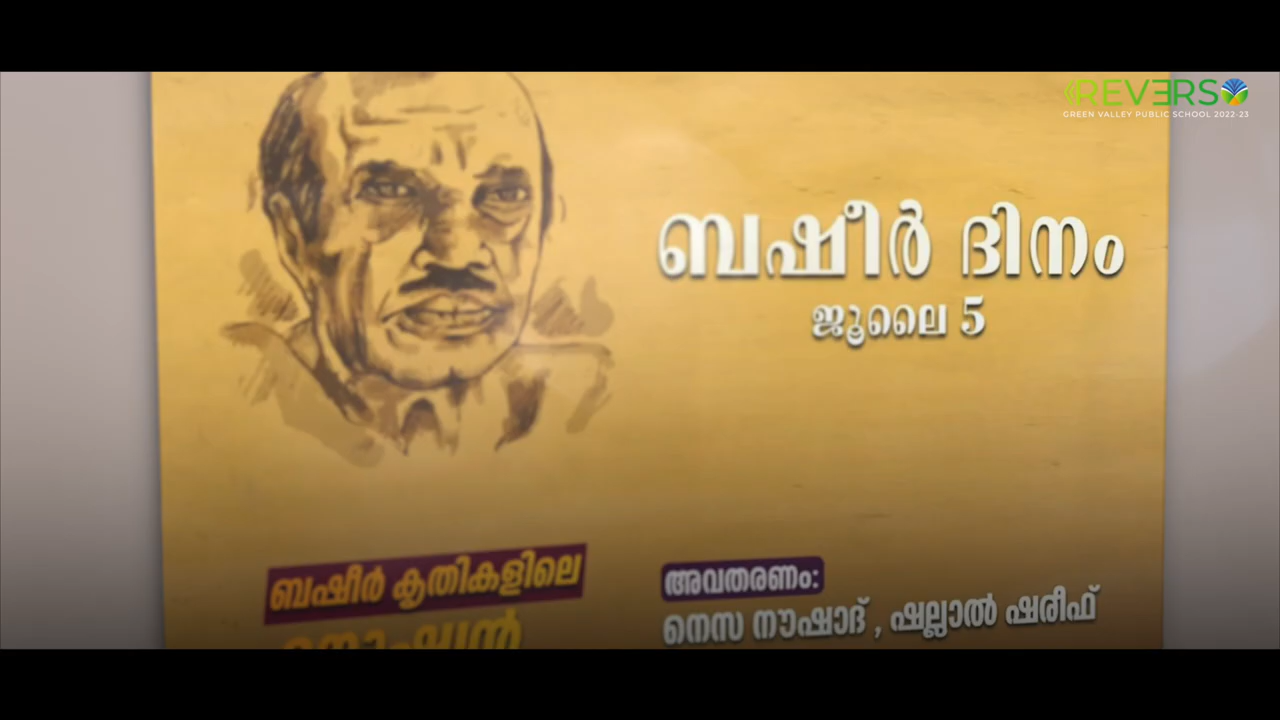 REVERSO
GREEN VALLEY PUBLIC SCHOOL 2022-23
ബഷീർ ദിനം
ജൂലൈ 5
ബഷീർ കൃതികളിലെ
അവതരണം:
നെസ നൗഷാദ് , ഷല്ലാൽ ഷരീഫ്